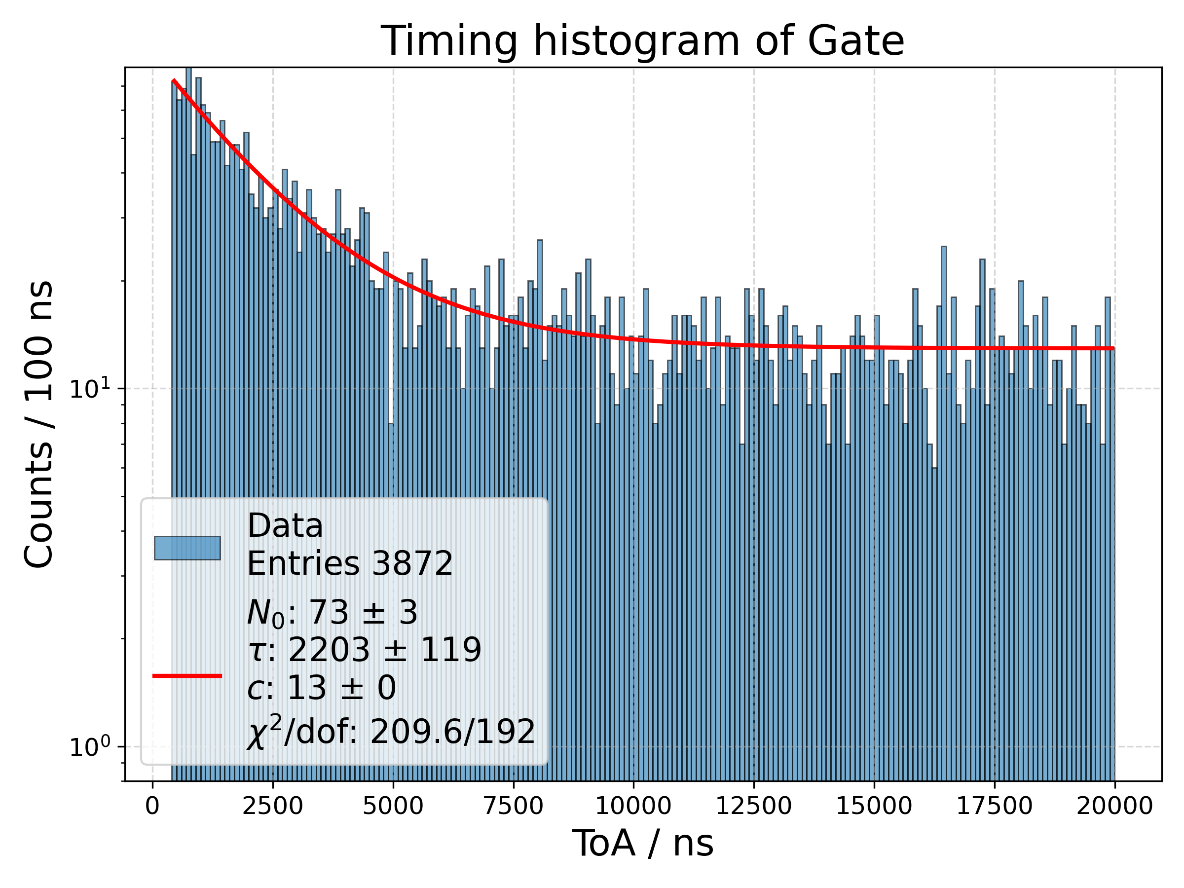 Timing histogram of Gate
Counts / 100 ns
10¹
10⁰
Data
Entries 3872
N₀: 73 ± 3
τ: 2203 ± 119
c: 13 ± 0
χ²/dof: 209.6/192
0 2500 5000 7500 10000 12500 15000 17500 20000
ToA / ns